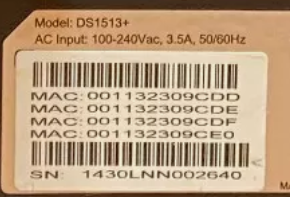 Model: DS1513+
AC Input: 100-240Vac, 3.5A, 50/60Hz
MAC: 001132309CDD
MAC: 001132309CDE
MAC: 001132309CDF
MAC: 001132309CE0
SN: 1430LNN002640